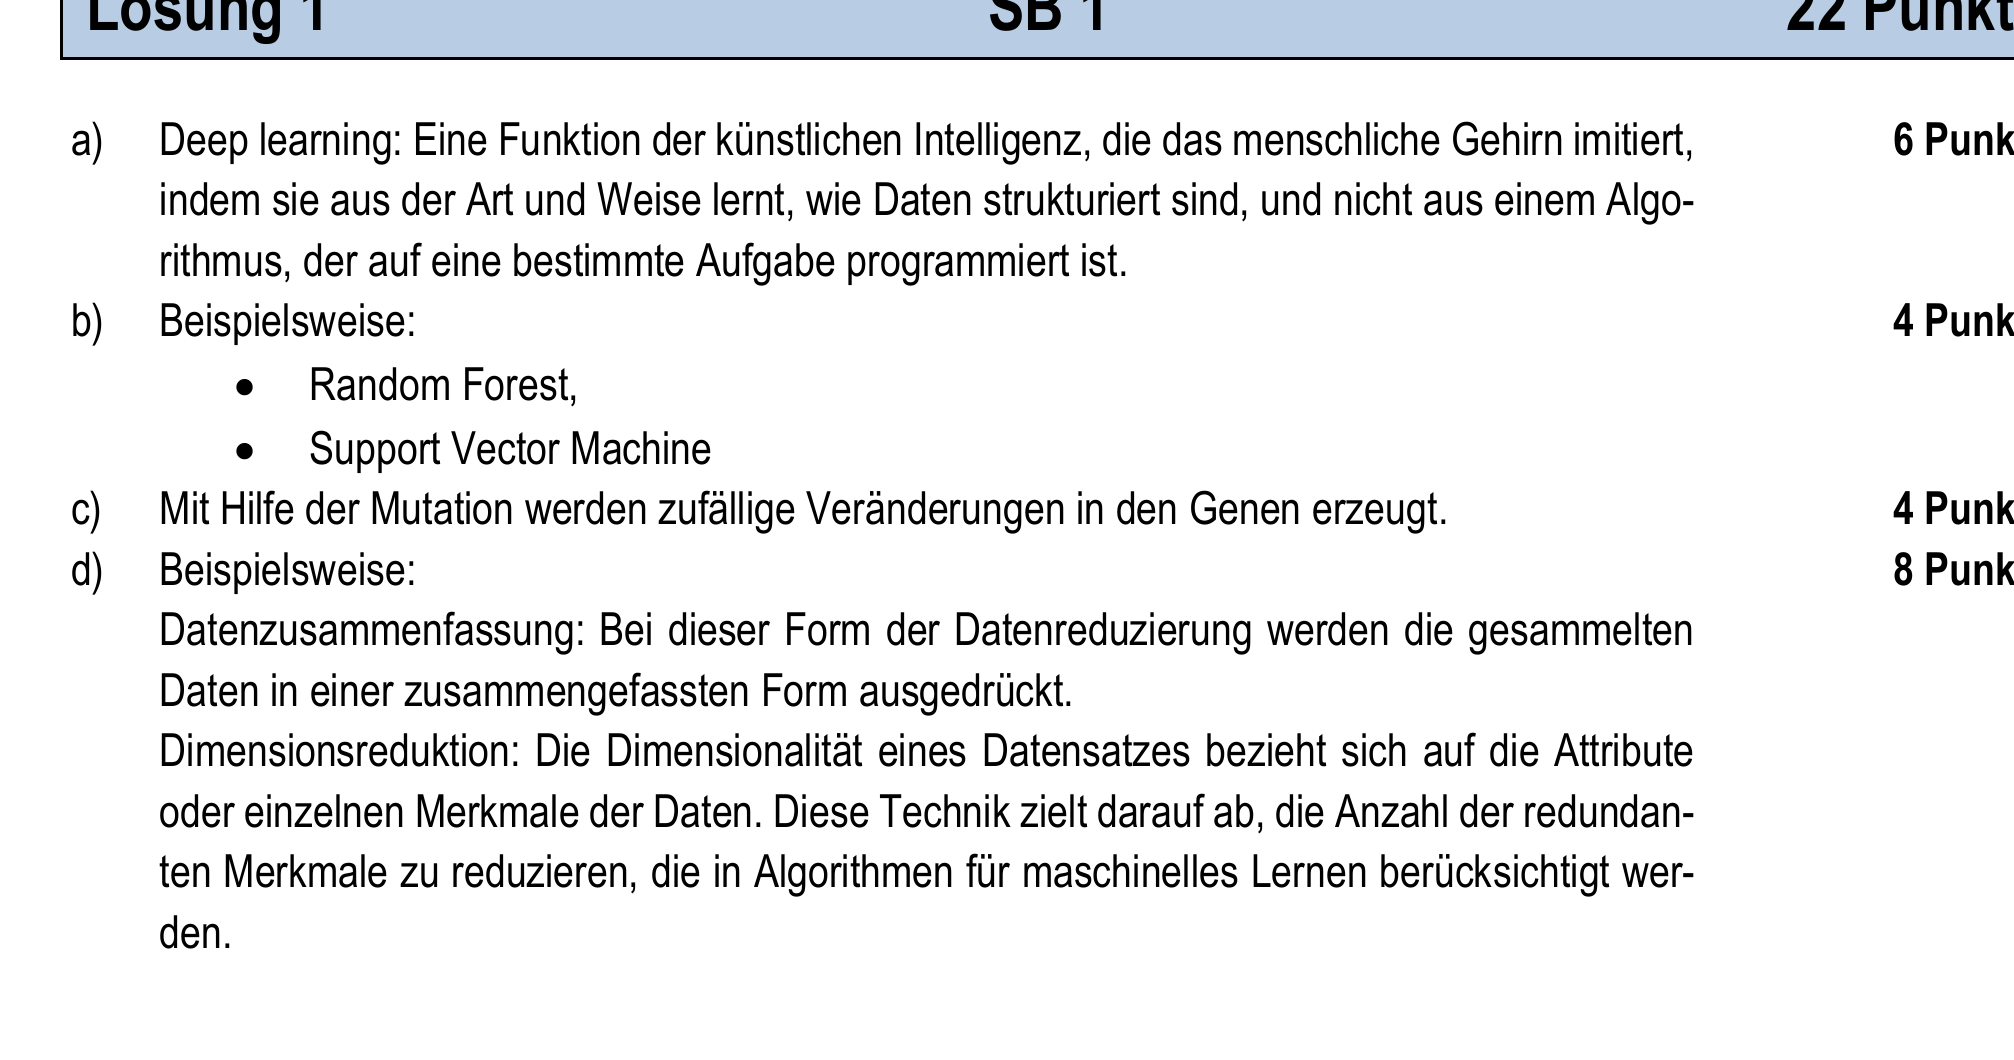 Lösung 1 SB 1 22 Punkt
a) Deep learning: Eine Funktion der künstlichen Intelligenz, die das menschliche Gehirn imitiert, 6 Punk
indem sie aus der Art und Weise lernt, wie Daten strukturiert sind, und nicht aus einem Algo-
rithmus, der auf eine bestimmte Aufgabe programmiert ist.
b) Beispielsweise: 4 Punk
• Random Forest,
• Support Vector Machine
c) Mit Hilfe der Mutation werden zufällige Veränderungen in den Genen erzeugt. 4 Punk
d) Beispielsweise: 8 Punk
Datenzusammenfassung: Bei dieser Form der Datenreduzierung werden die gesammelten
Daten in einer zusammengefassten Form ausgedrückt.
Dimensionsreduktion: Die Dimensionalität eines Datensatzes bezieht sich auf die Attribute
oder einzelnen Merkmale der Daten. Diese Technik zielt darauf ab, die Anzahl der redundan-
ten Merkmale zu reduzieren, die in Algorithmen für maschinelles Lernen berücksichtigt wer-
den.